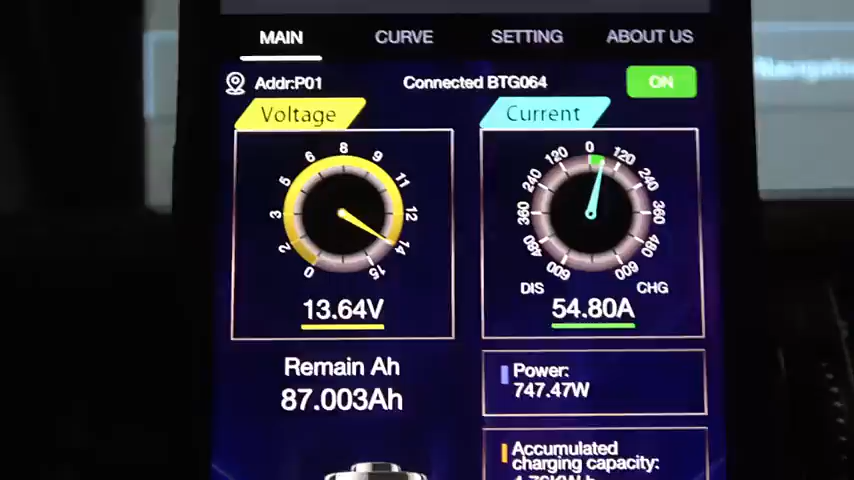 MAIN CURVE SETTING ABOUT US
Addr:P01 Connected BTG064 ON
Voltage
0 2 3 5 6 8 9 11 12 14 15
13.64V
Current
600 480 360 240 120 0 120 240 360 480 600
DIS CHG
54.80A
Remain Ah
87.003Ah
Power:
747.47W
Accumulated
charging capacity: